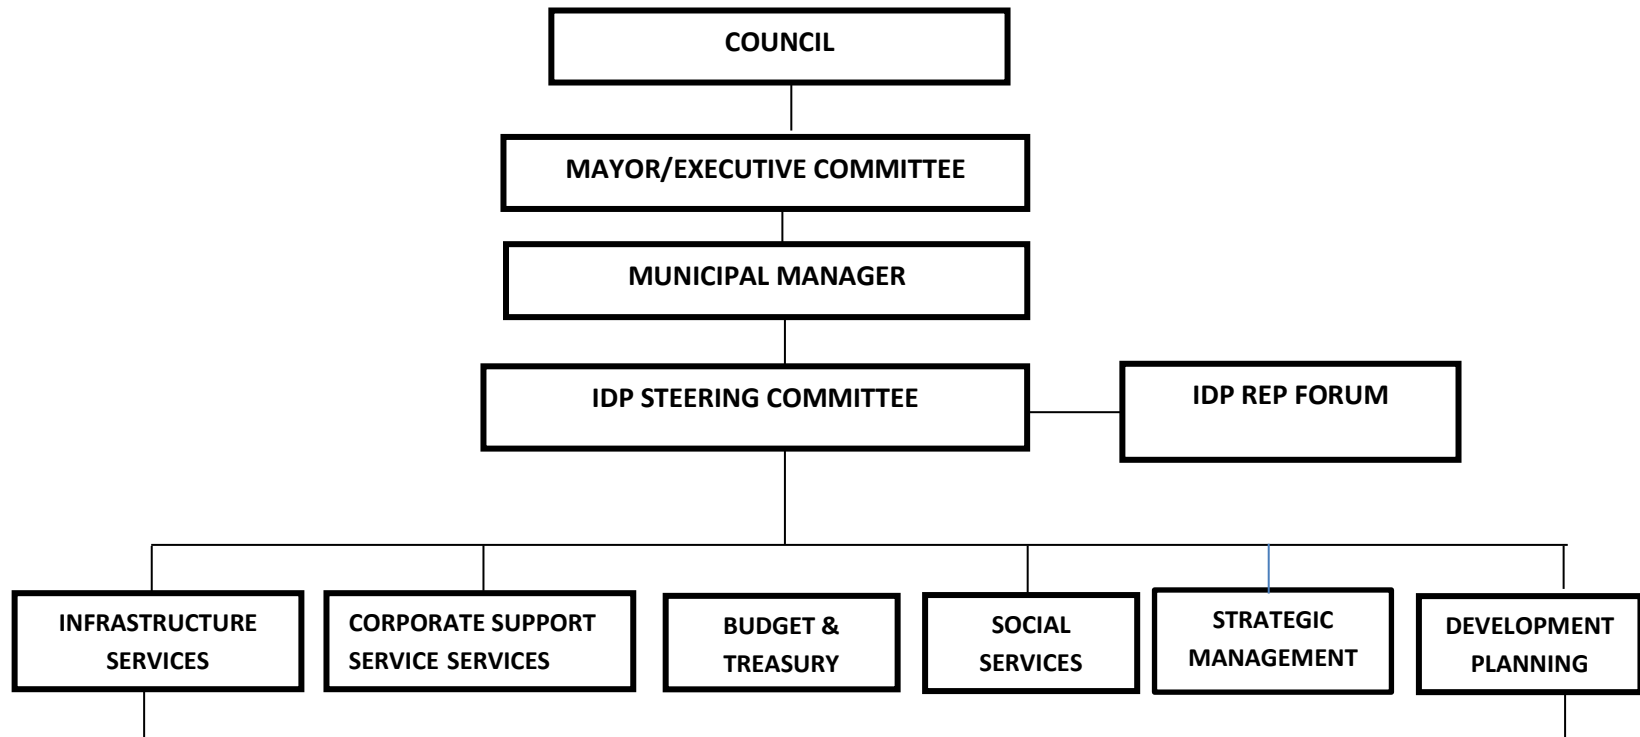 COUNCIL
MAYOR/EXECUTIVE COMMITTEE
MUNICIPAL MANAGER
IDP STEERING COMMITTEE
IDP REP FORUM
INFRASTRUCTURE
SERVICES
CORPORATE SUPPORT
SERVICE SERVICES
BUDGET &
TREASURY
SOCIAL
SERVICES
STRATEGIC
MANAGEMENT
DEVELOPMENT
PLANNING